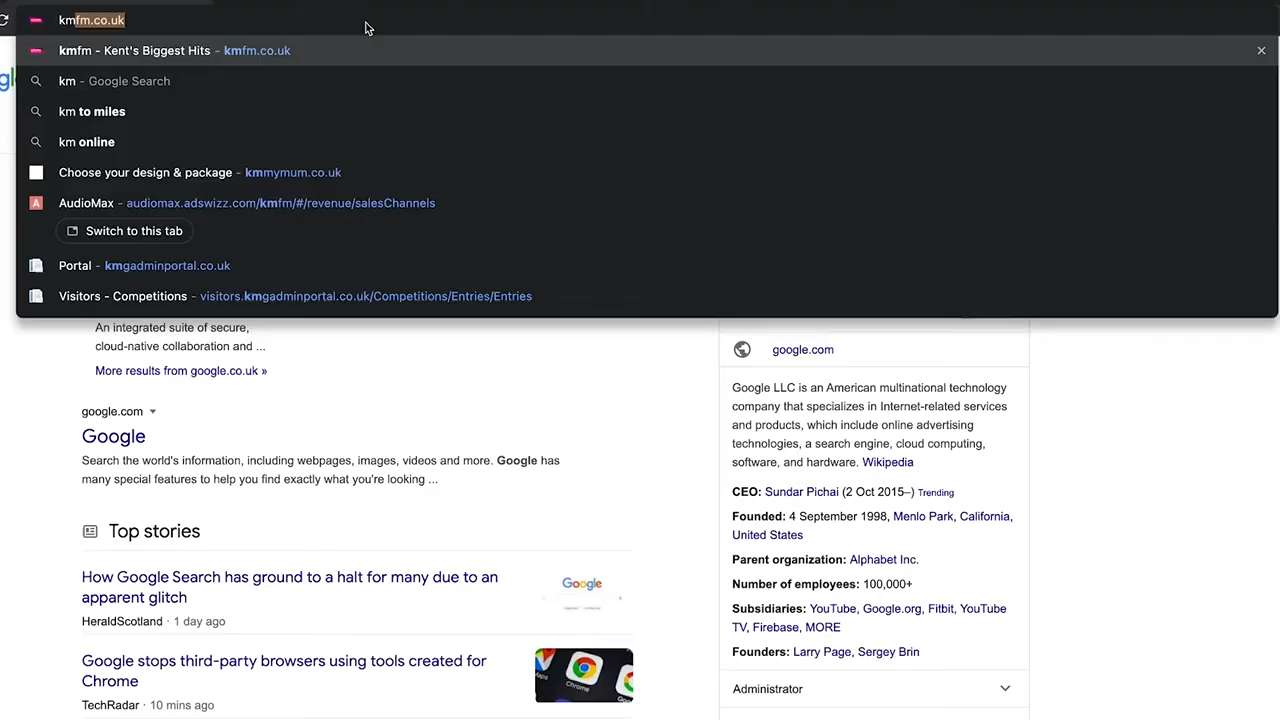 kmfm.co.uk
kmfm - Kent's Biggest Hits - kmfm.co.uk
km - Google Search
km to miles
km online
Choose your design & package - kmmymum.co.uk
A AudioMax - audiomax.adswizz.com/kmfm/#/revenue/salesChannels
Switch to this tab
Portal - kmgadminportal.co.uk
Visitors - Competitions - visitors.kmgadminportal.co.uk/Competitions/Entries/Entries
An integrated suite of secure,
cloud-native collaboration and ...
More results from google.co.uk »
google.com
Google
Search the world's information, including webpages, images, videos and more. Google has
many special features to help you find exactly what you're looking ...
Top stories
How Google Search has ground to a halt for many due to an
apparent glitch
HeraldScotland · 1 day ago
Google
Google stops third-party browsers using tools created for
Chrome
TechRadar · 10 mins ago
Chrome
google.com
Google LLC is an American multinational technology
company that specializes in Internet-related services
and products, which include online advertising
technologies, a search engine, cloud computing,
software, and hardware. Wikipedia
CEO: Sundar Pichai (2 Oct 2015–) Trending
Founded: 4 September 1998, Menlo Park, California,
United States
Parent organization: Alphabet Inc.
Number of employees: 100,000+
Subsidiaries: YouTube, Google.org, Fitbit, YouTube
TV, Firebase, MORE
Founders: Larry Page, Sergey Brin
Administrator